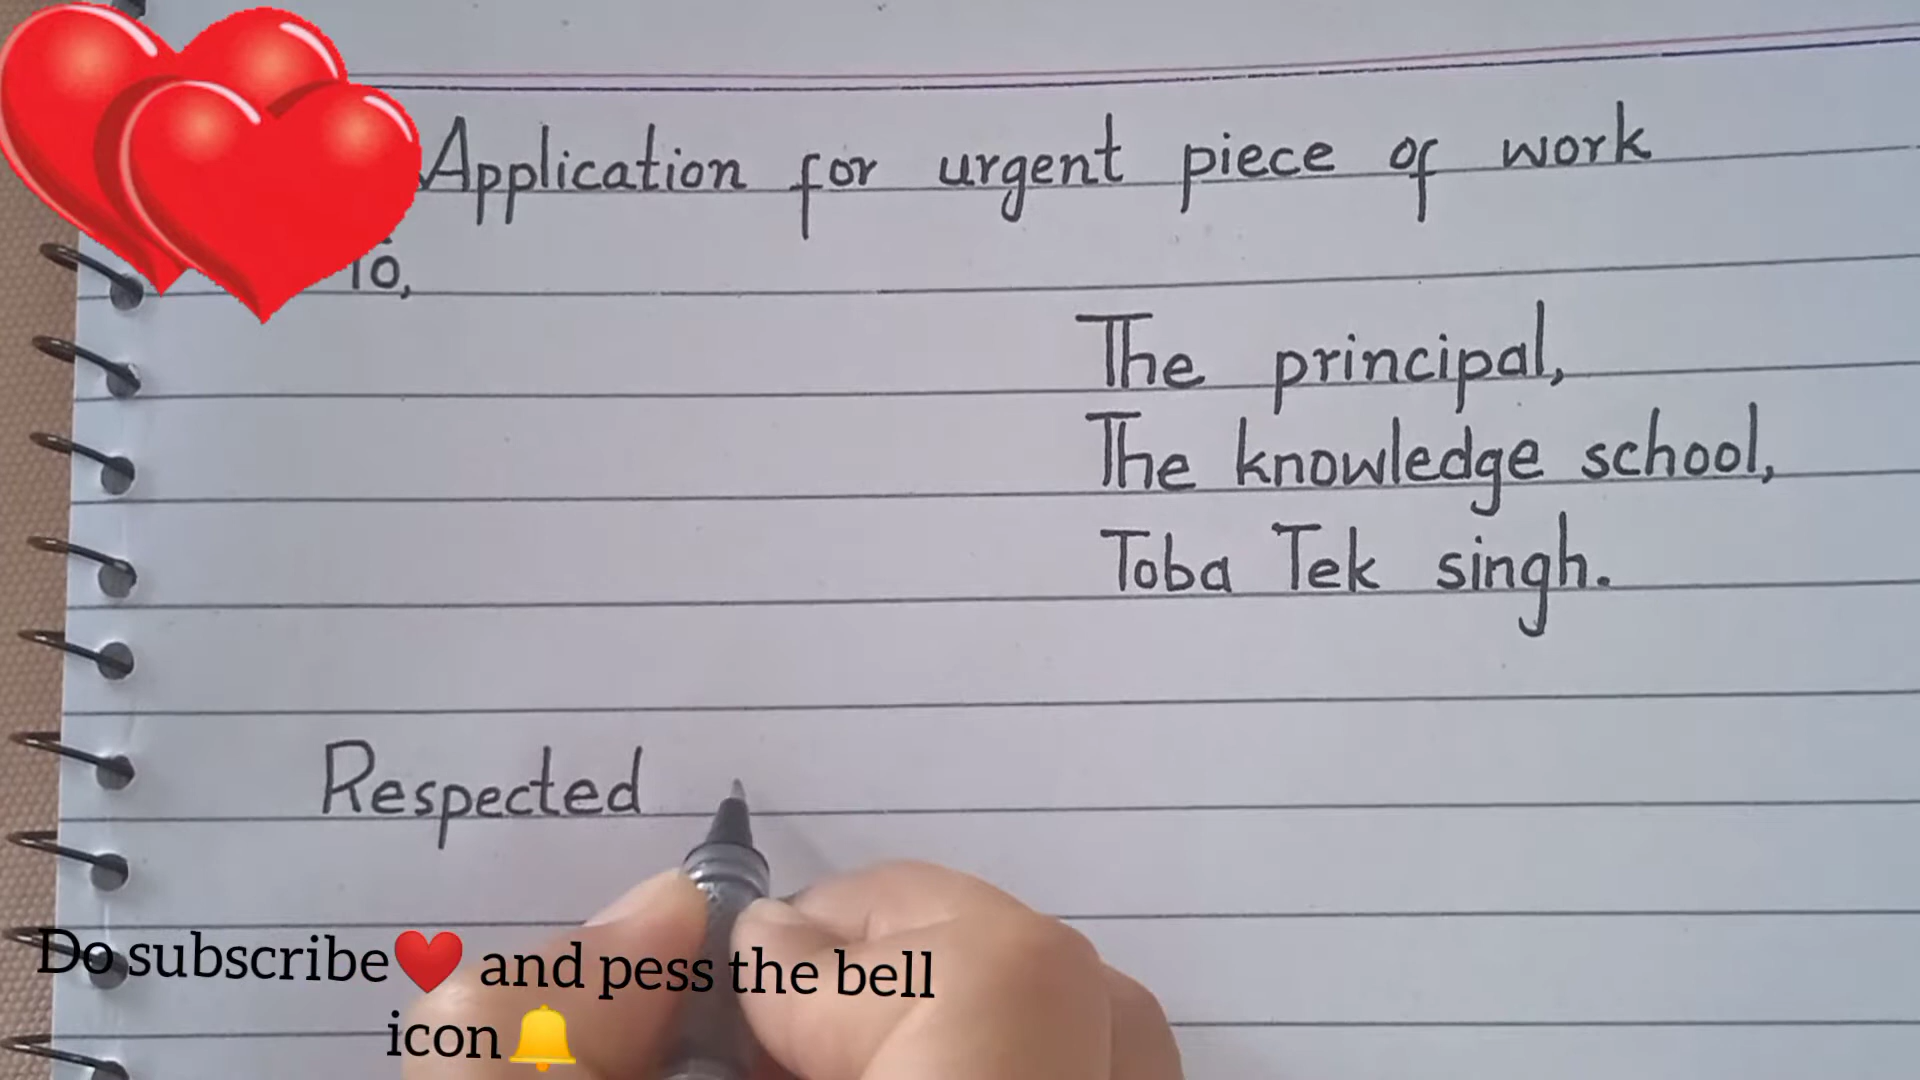 Application for urgent piece of work
To,
The principal,
The knowledge school,
Toba Tek singh.
Respected
Do subscribe❤️ and pess the bell
icon🔔